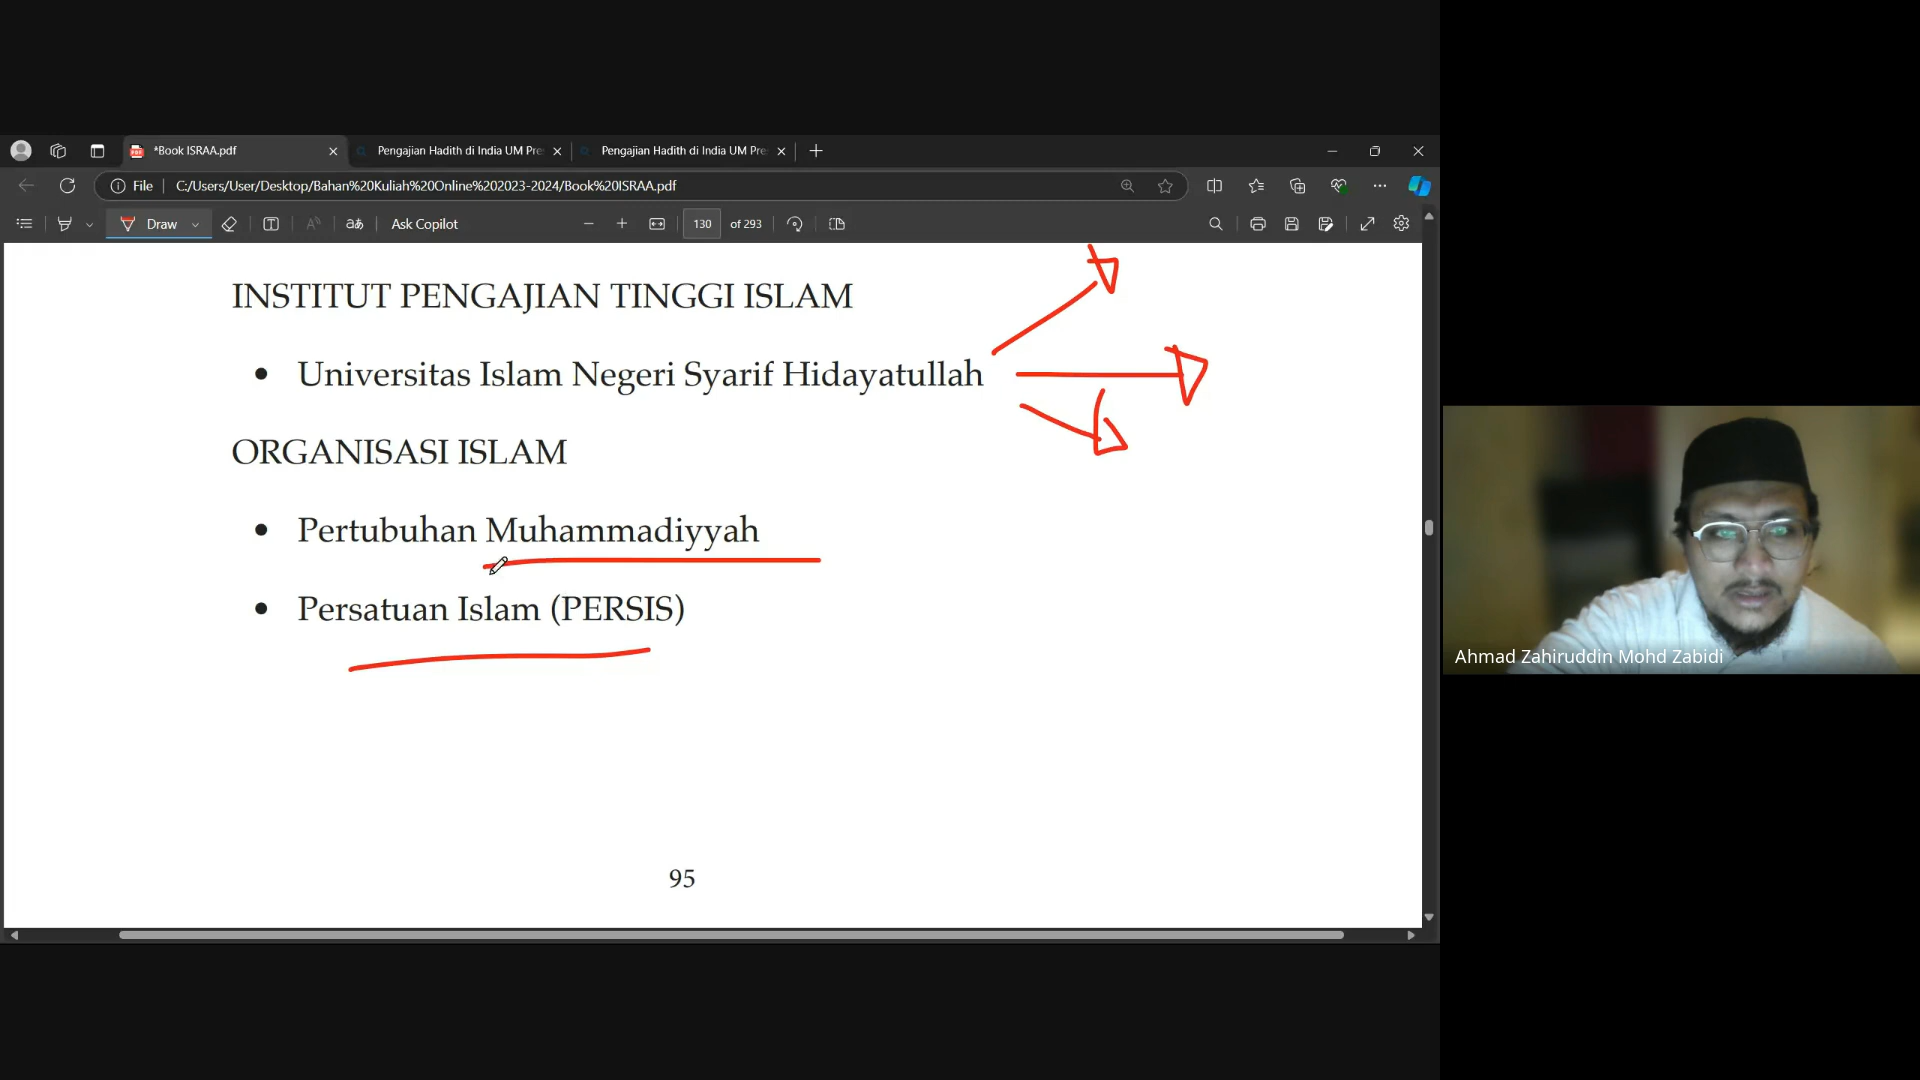 *Book ISRAA.pdf
Pengajian Hadith di India UM Pre
Pengajian Hadith di India UM Pre
File
C:/Users/User/Desktop/Bahan%20Kuliah%20Online%202023-2024/Book%20ISRAA.pdf
Draw
Ask Copilot
130 of 293
INSTITUT PENGAJIAN TINGGI ISLAM
• Universitas Islam Negeri Syarif Hidayatullah
ORGANISASI ISLAM
• Pertubuhan Muhammadiyyah
• Persatuan Islam (PERSIS)
95
Ahmad Zahiruddin Mohd Zabidi